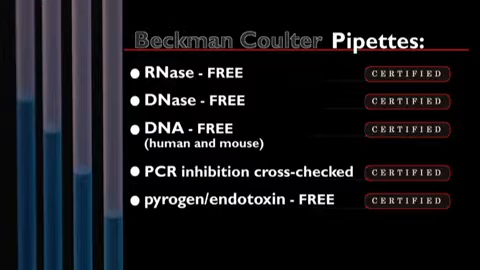 Beckman Coulter Pipettes:
RNase - FREE CERTIFIED
DNase - FREE CERTIFIED
DNA - FREE CERTIFIED
(human and mouse)
PCR inhibition cross-checked CERTIFIED
pyrogen/endotoxin - FREE CERTIFIED